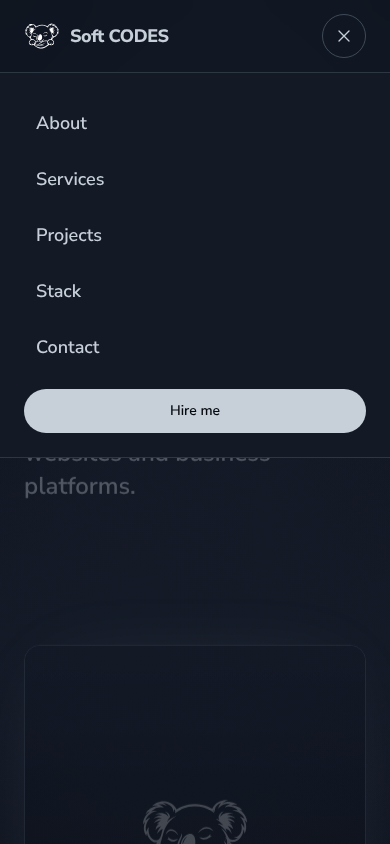 Soft CODES
About
Services
Projects
Stack
Contact
Hire me
websites and business
platforms.